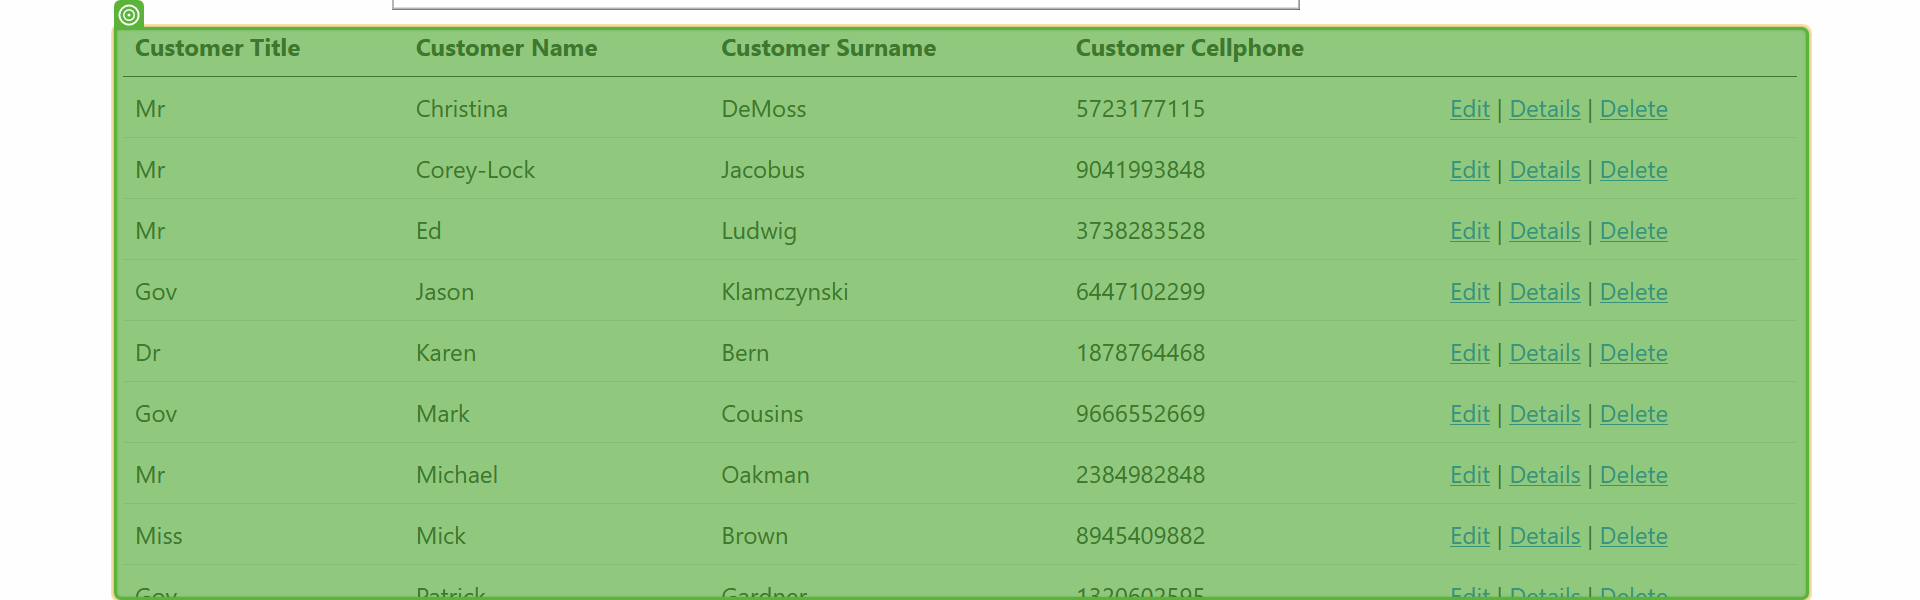 Customer Title Customer Name Customer Surname Customer Cellphone
Mr Christina DeMoss 5723177115 Edit | Details | Delete
Mr Corey-Lock Jacobus 9041993848 Edit | Details | Delete
Mr Ed Ludwig 3738283528 Edit | Details | Delete
Gov Jason Klamczynski 6447102299 Edit | Details | Delete
Dr Karen Bern 1878764468 Edit | Details | Delete
Gov Mark Cousins 9666552669 Edit | Details | Delete
Mr Michael Oakman 2384982848 Edit | Details | Delete
Miss Mick Brown 8945409882 Edit | Details | Delete
Gov Patrick Gardner 1320602595 Edit | Details | Delete